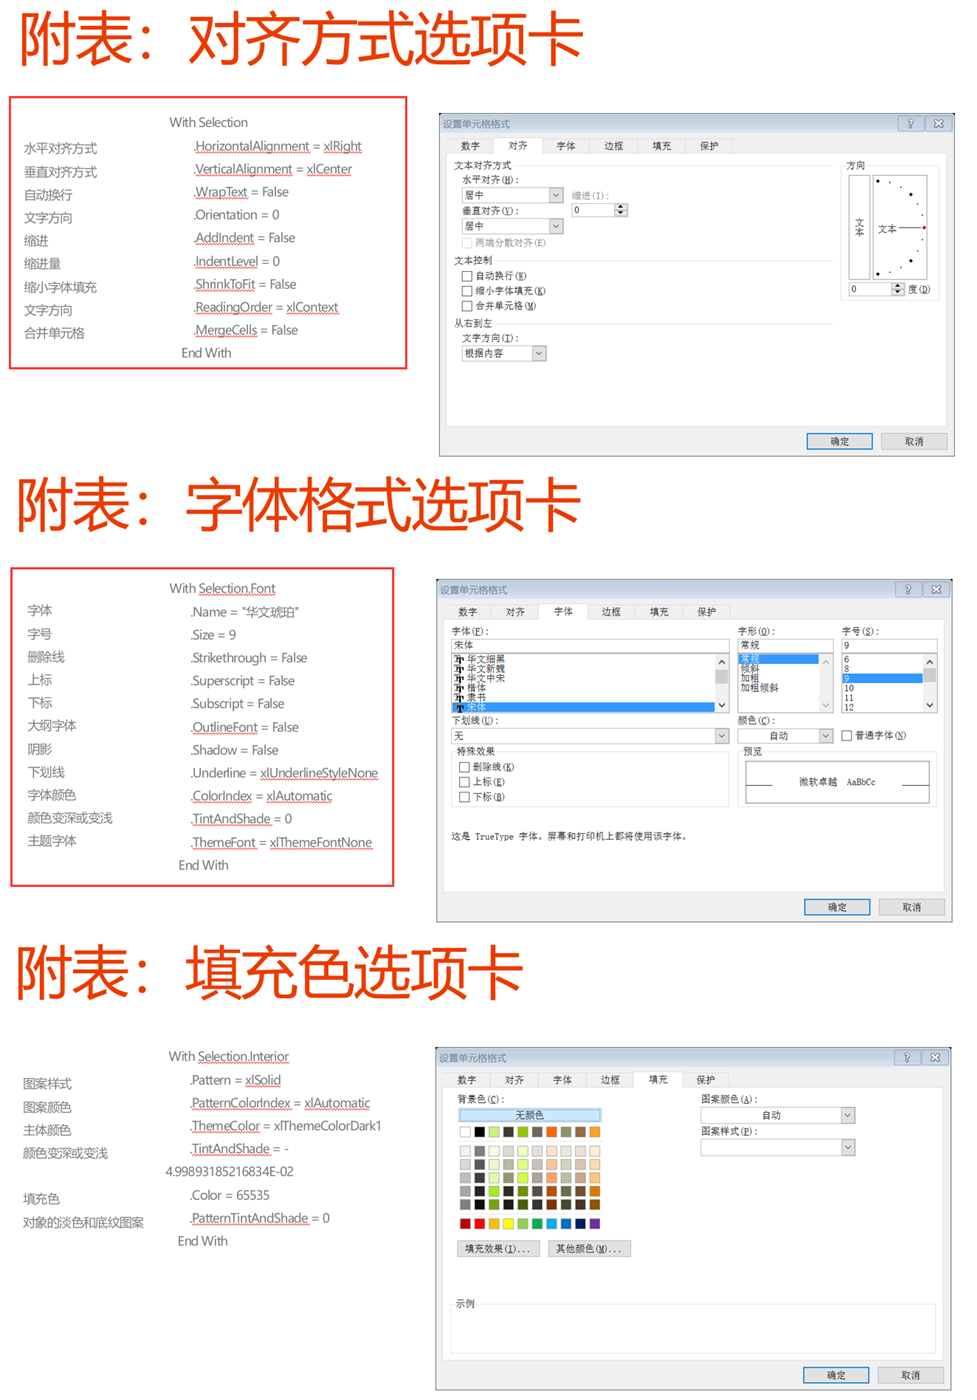 附表：对齐方式选项卡
With Selection
水平对齐方式 .HorizontalAlignment = xlRight
垂直对齐方式 .VerticalAlignment = xlCenter
自动换行 .WrapText = False
文字方向 .Orientation = 0
缩进 .AddIndent = False
缩进量 .IndentLevel = 0
缩小字体填充 .ShrinkToFit = False
文字方向 .ReadingOrder = xlContext
合并单元格 .MergeCells = False
End With
设置单元格格式
数字 对齐 字体 边框 填充 保护
文本对齐方式
水平对齐(H):
居中
缩进(I):
垂直对齐(V):
0
居中
两端分散对齐(E)
文本控制
自动换行(W)
缩小字体填充(K)
合并单元格(M)
从右到左
文字方向(T):
根据内容
方向
文本
文本
0 度(D)
确定 取消
附表：字体格式选项卡
With Selection.Font
字体 .Name = "华文琥珀"
字号 .Size = 9
删除线 .Strikethrough = False
上标 .Superscript = False
下标 .Subscript = False
大纲字体 .OutlineFont = False
阴影 .Shadow = False
下划线 .Underline = xlUnderlineStyleNone
字体颜色 .ColorIndex = xlAutomatic
颜色变深或变浅 .TintAndShade = 0
主题字体 .ThemeFont = xlThemeFontNone
End With
设置单元格格式
数字 对齐 字体 边框 填充 保护
字体(F): 字形(O): 字号(S):
宋体 常规 9
华文细黑 常规 6
华文新魏 倾斜 8
华文中宋 加粗 9
楷体 加粗倾斜 10
隶书 11
宋体 12
下划线(U): 颜色(C):
无 自动 普通字体(N)
特殊效果 预览
删除线(K)
上标(E)
下标(B)
微软卓越 AaBbCc
这是 TrueType 字体。屏幕和打印机上都将使用该字体。
确定 取消
附表：填充色选项卡
With Selection.Interior
图案样式 .Pattern = xlSolid
图案颜色 .PatternColorIndex = xlAutomatic
主体颜色 .ThemeColor = xlThemeColorDark1
颜色变深或变浅 .TintAndShade = -
4.99893185216834E-02
填充色 .Color = 65535
对象的淡色和底纹图案 .PatternTintAndShade = 0
End With
设置单元格格式
数字 对齐 字体 边框 填充 保护
背景色(C): 图案颜色(A):
无颜色 自动
图案样式(P):
填充效果(I)... 其他颜色(M)...
示例
确定 取消